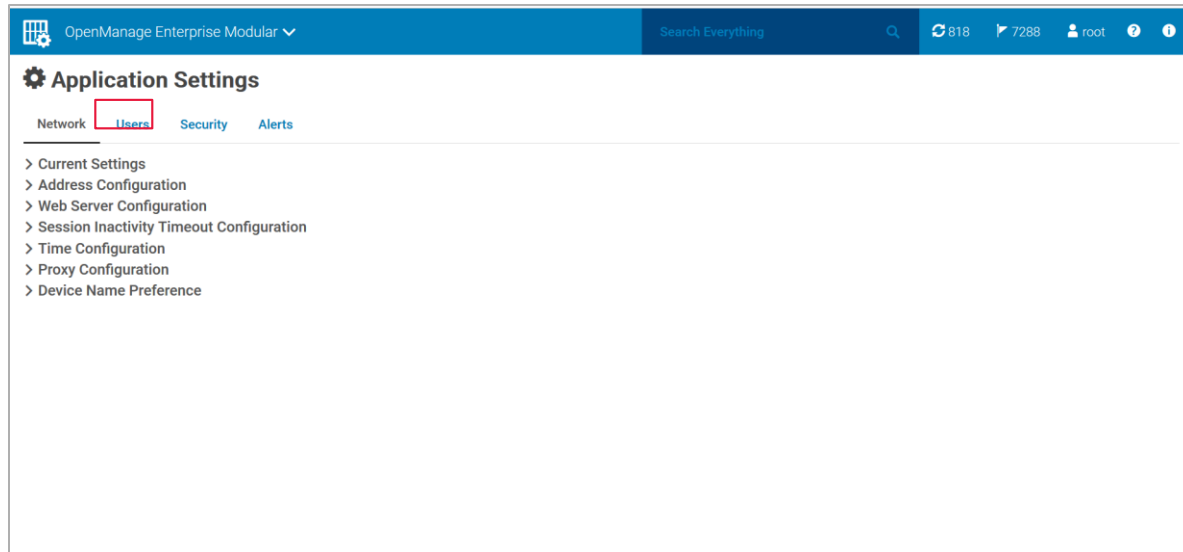 OpenManage Enterprise Modular Search Everything 818 7288 root
Application Settings
Network Users Security Alerts
Current Settings
Address Configuration
Web Server Configuration
Session Inactivity Timeout Configuration
Time Configuration
Proxy Configuration
Device Name Preference